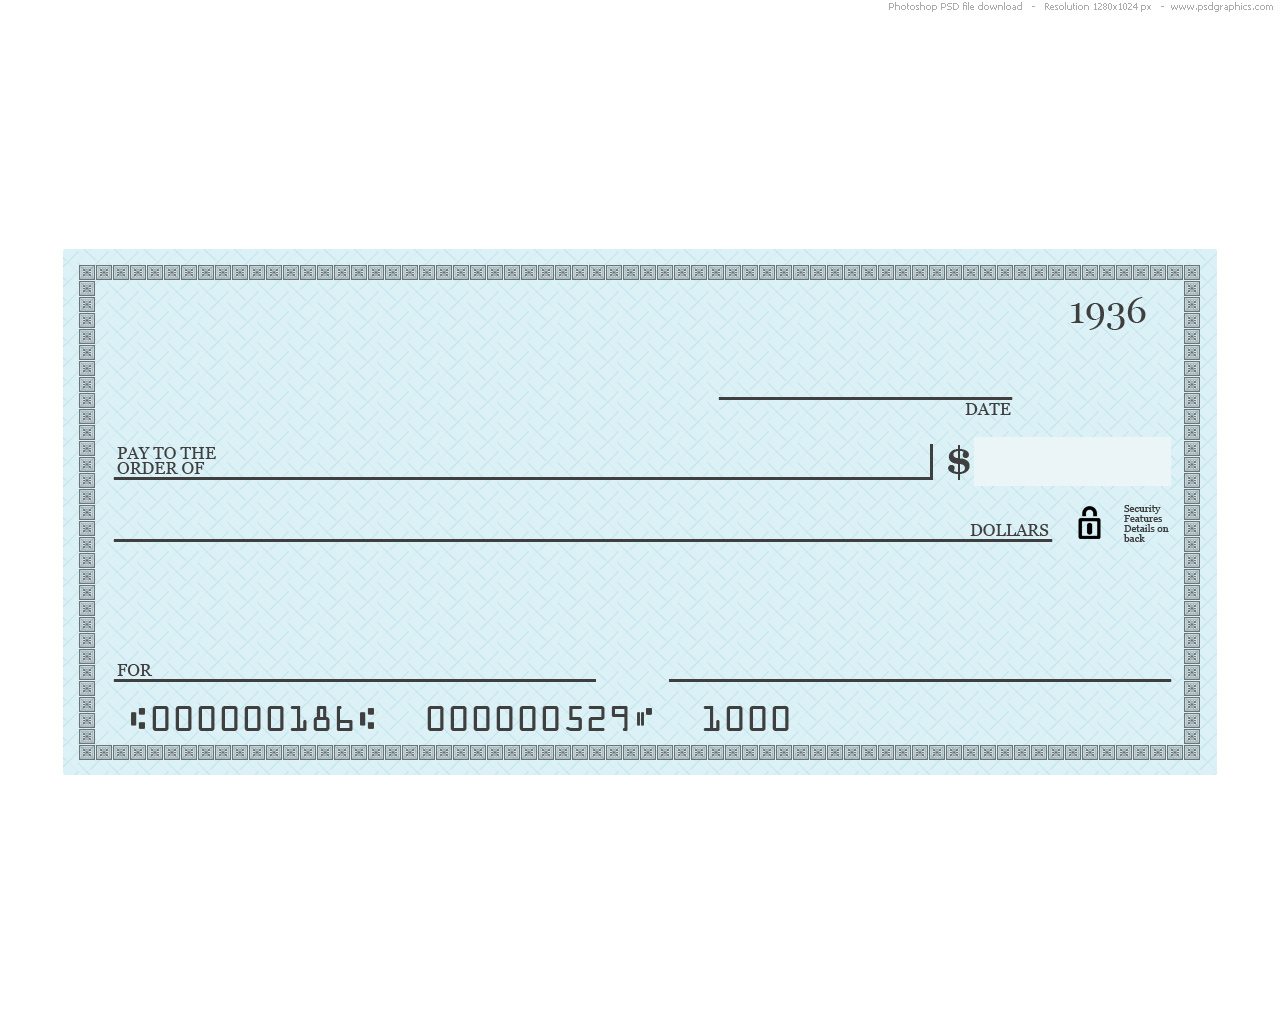 Photoshop PSD file download - Resolution 1280x1024 px - www.psdgraphics.com
1936
DATE
PAY TO THE
ORDER OF
$
DOLLARS
Security
Features
Details on
back
FOR
⑆000000186⑆ 000000529⑈ 1000